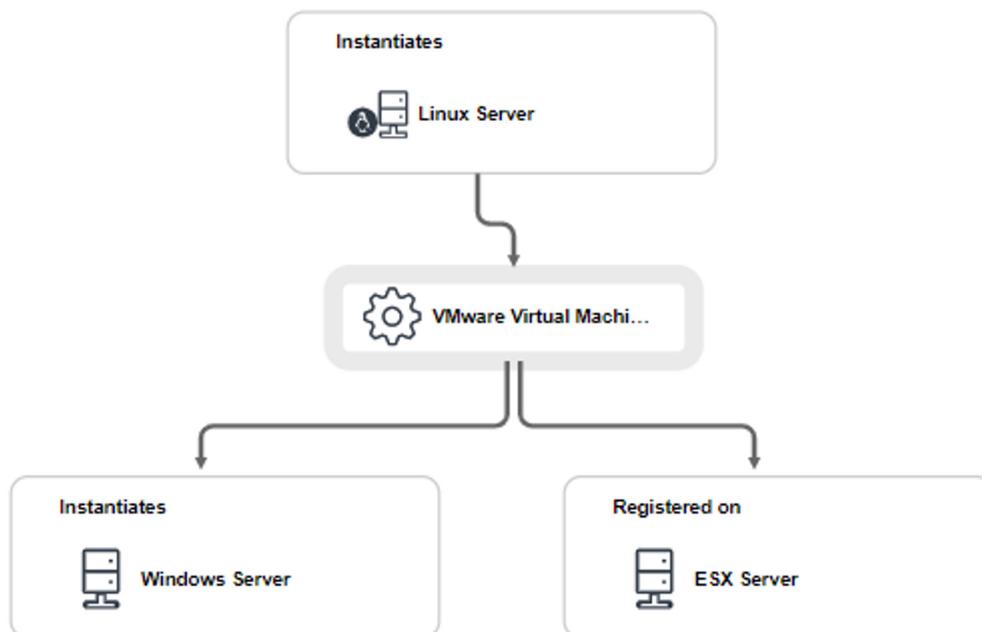 Instantiates
Linux Server
VMware Virtual Machi...
Instantiates
Windows Server
Registered on
ESX Server